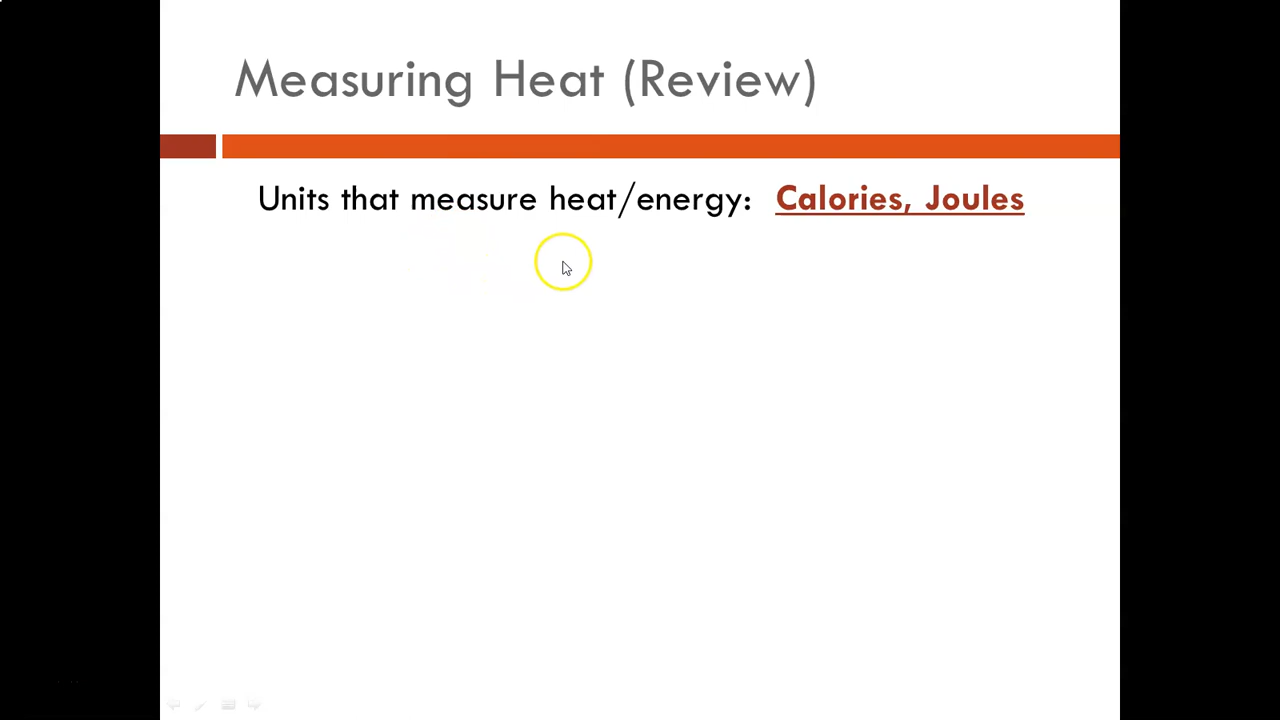 Measuring Heat (Review)
Units that measure heat/energy: Calories, Joules